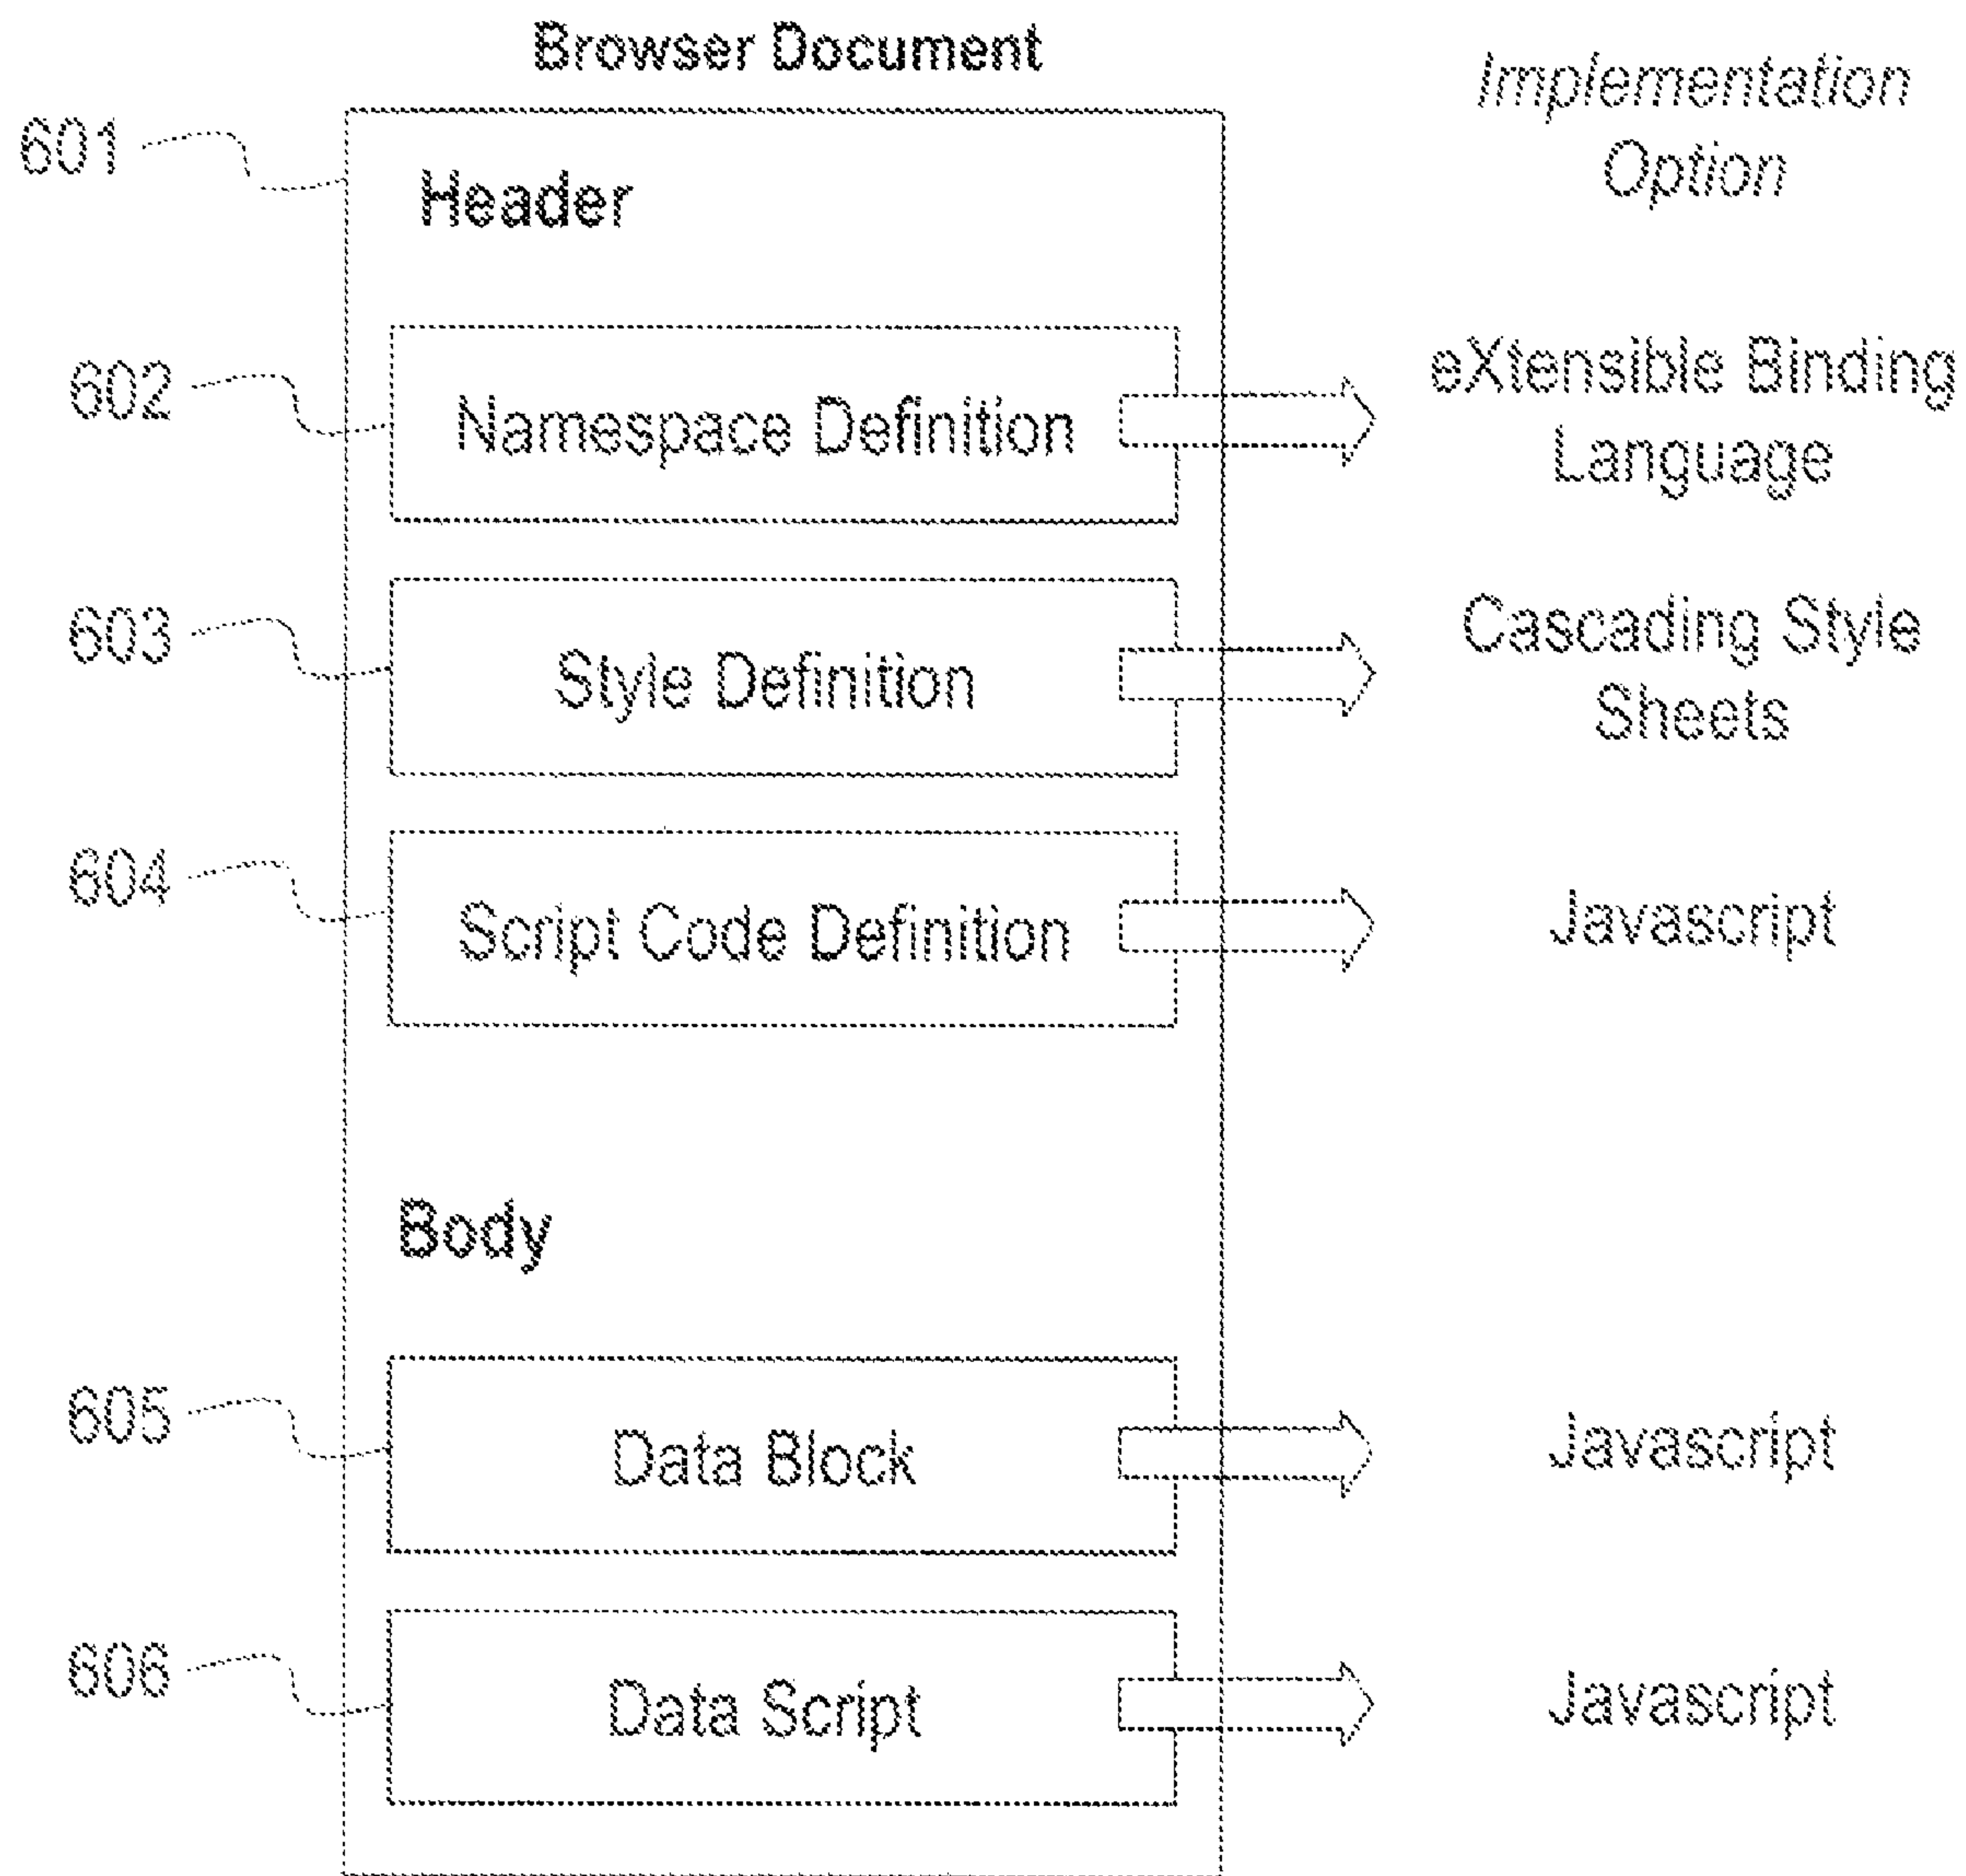 Browser Document
Implementation
Option
601
Header
602
Namespace Definition
eXtensible Binding
Language
603
Style Definition
Cascading Style
Sheets
604
Script Code Definition
Javascript
Body
605
Data Block
Javascript
606
Data Script
Javascript